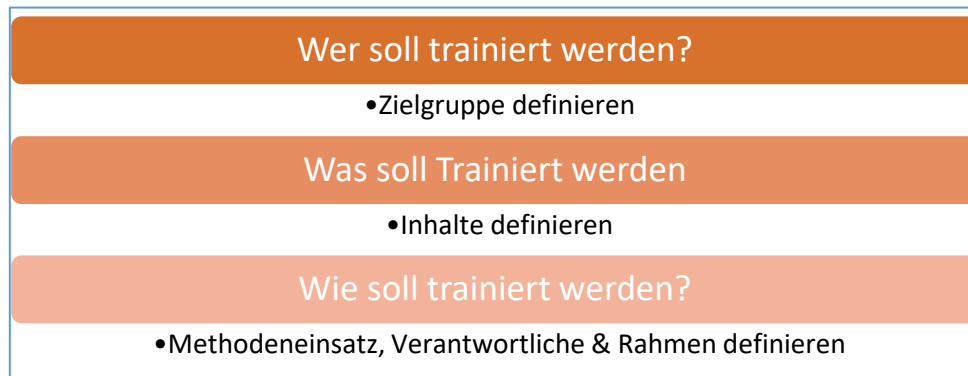 Wer soll trainiert werden?
•Zielgruppe definieren
Was soll Trainiert werden
•Inhalte definieren
Wie soll trainiert werden?
•Methodeneinsatz, Verantwortliche & Rahmen definieren